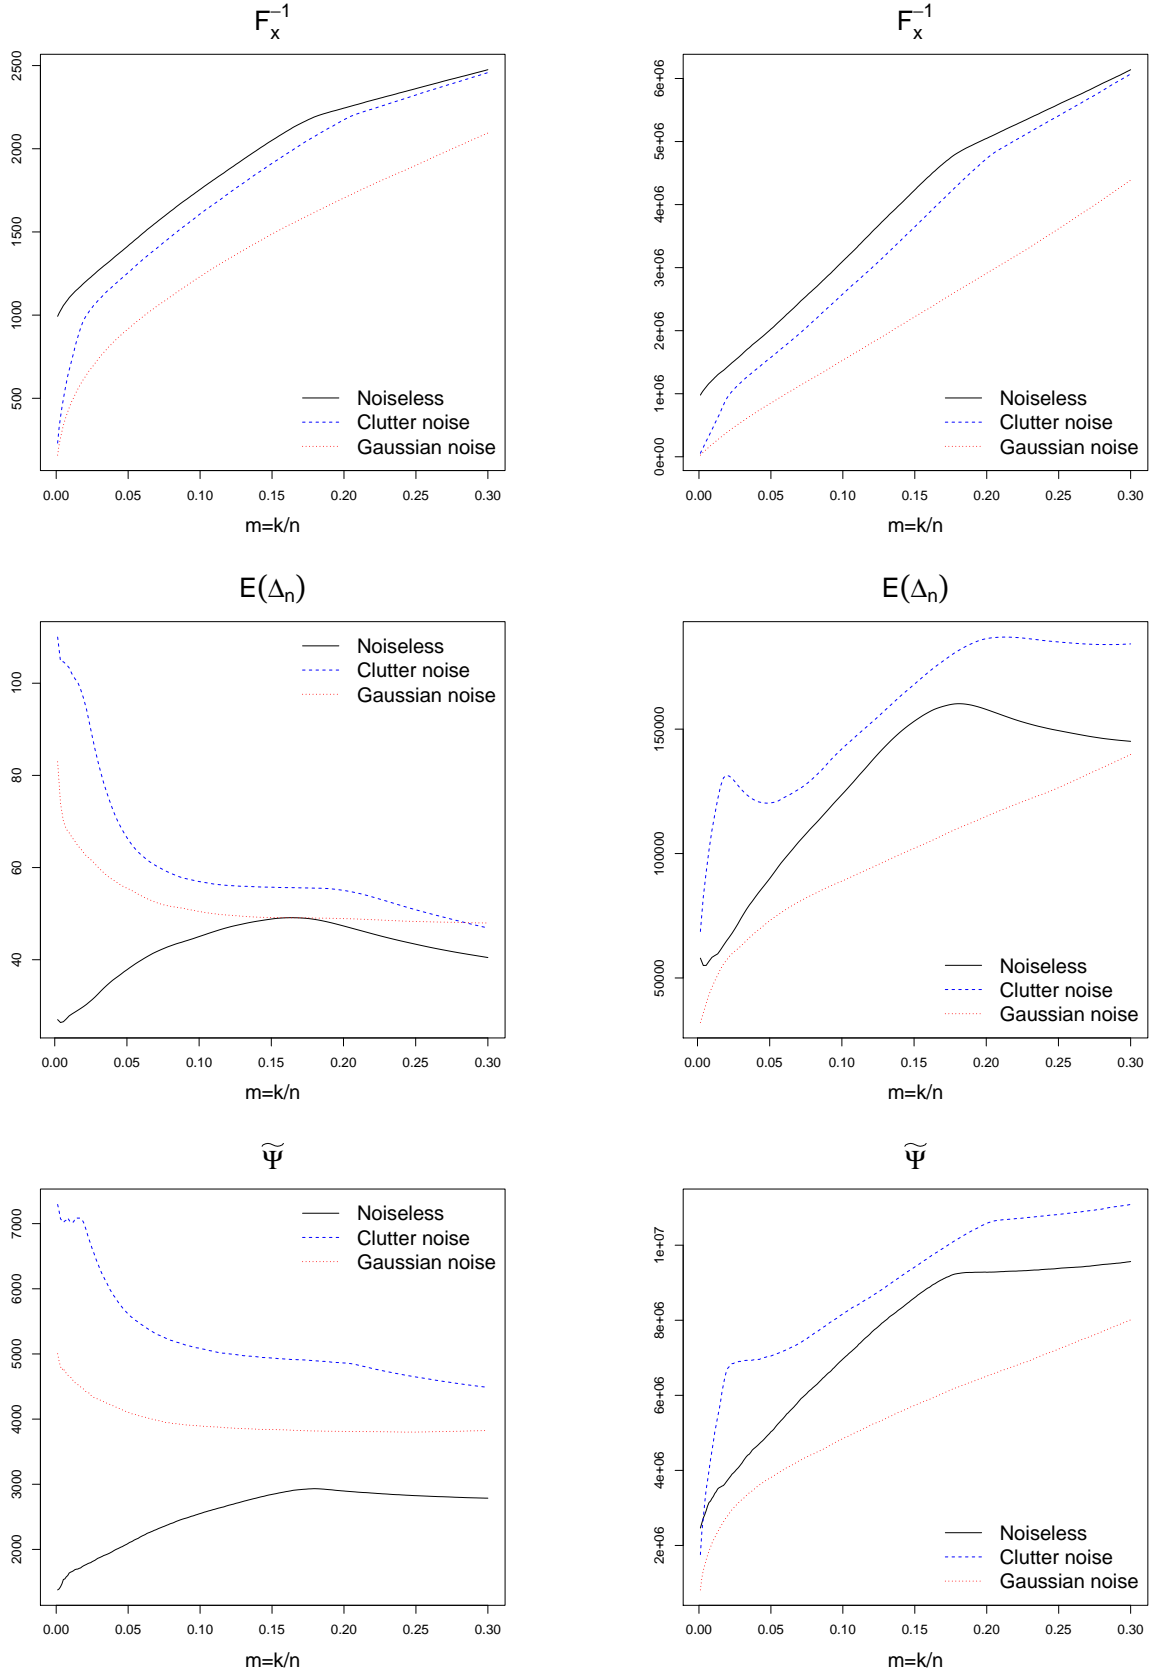 F_x^{-1}
2500
2000
1500
1000
500
Noiseless
Clutter noise
Gaussian noise
0.00 0.05 0.10 0.15 0.20 0.25 0.30
m=k/n
F_x^{-1}
6e+06
5e+06
4e+06
3e+06
2e+06
1e+06
0e+00
Noiseless
Clutter noise
Gaussian noise
0.00 0.05 0.10 0.15 0.20 0.25 0.30
m=k/n
E(Δ_n)
100
80
60
40
Noiseless
Clutter noise
Gaussian noise
0.00 0.05 0.10 0.15 0.20 0.25 0.30
m=k/n
E(Δ_n)
150000
100000
50000
Noiseless
Clutter noise
Gaussian noise
0.00 0.05 0.10 0.15 0.20 0.25 0.30
m=k/n
Ψ̃
7000
6000
5000
4000
3000
2000
Noiseless
Clutter noise
Gaussian noise
0.00 0.05 0.10 0.15 0.20 0.25 0.30
m=k/n
Ψ̃
1e+07
8e+06
6e+06
4e+06
2e+06
Noiseless
Clutter noise
Gaussian noise
0.00 0.05 0.10 0.15 0.20 0.25 0.30
m=k/n